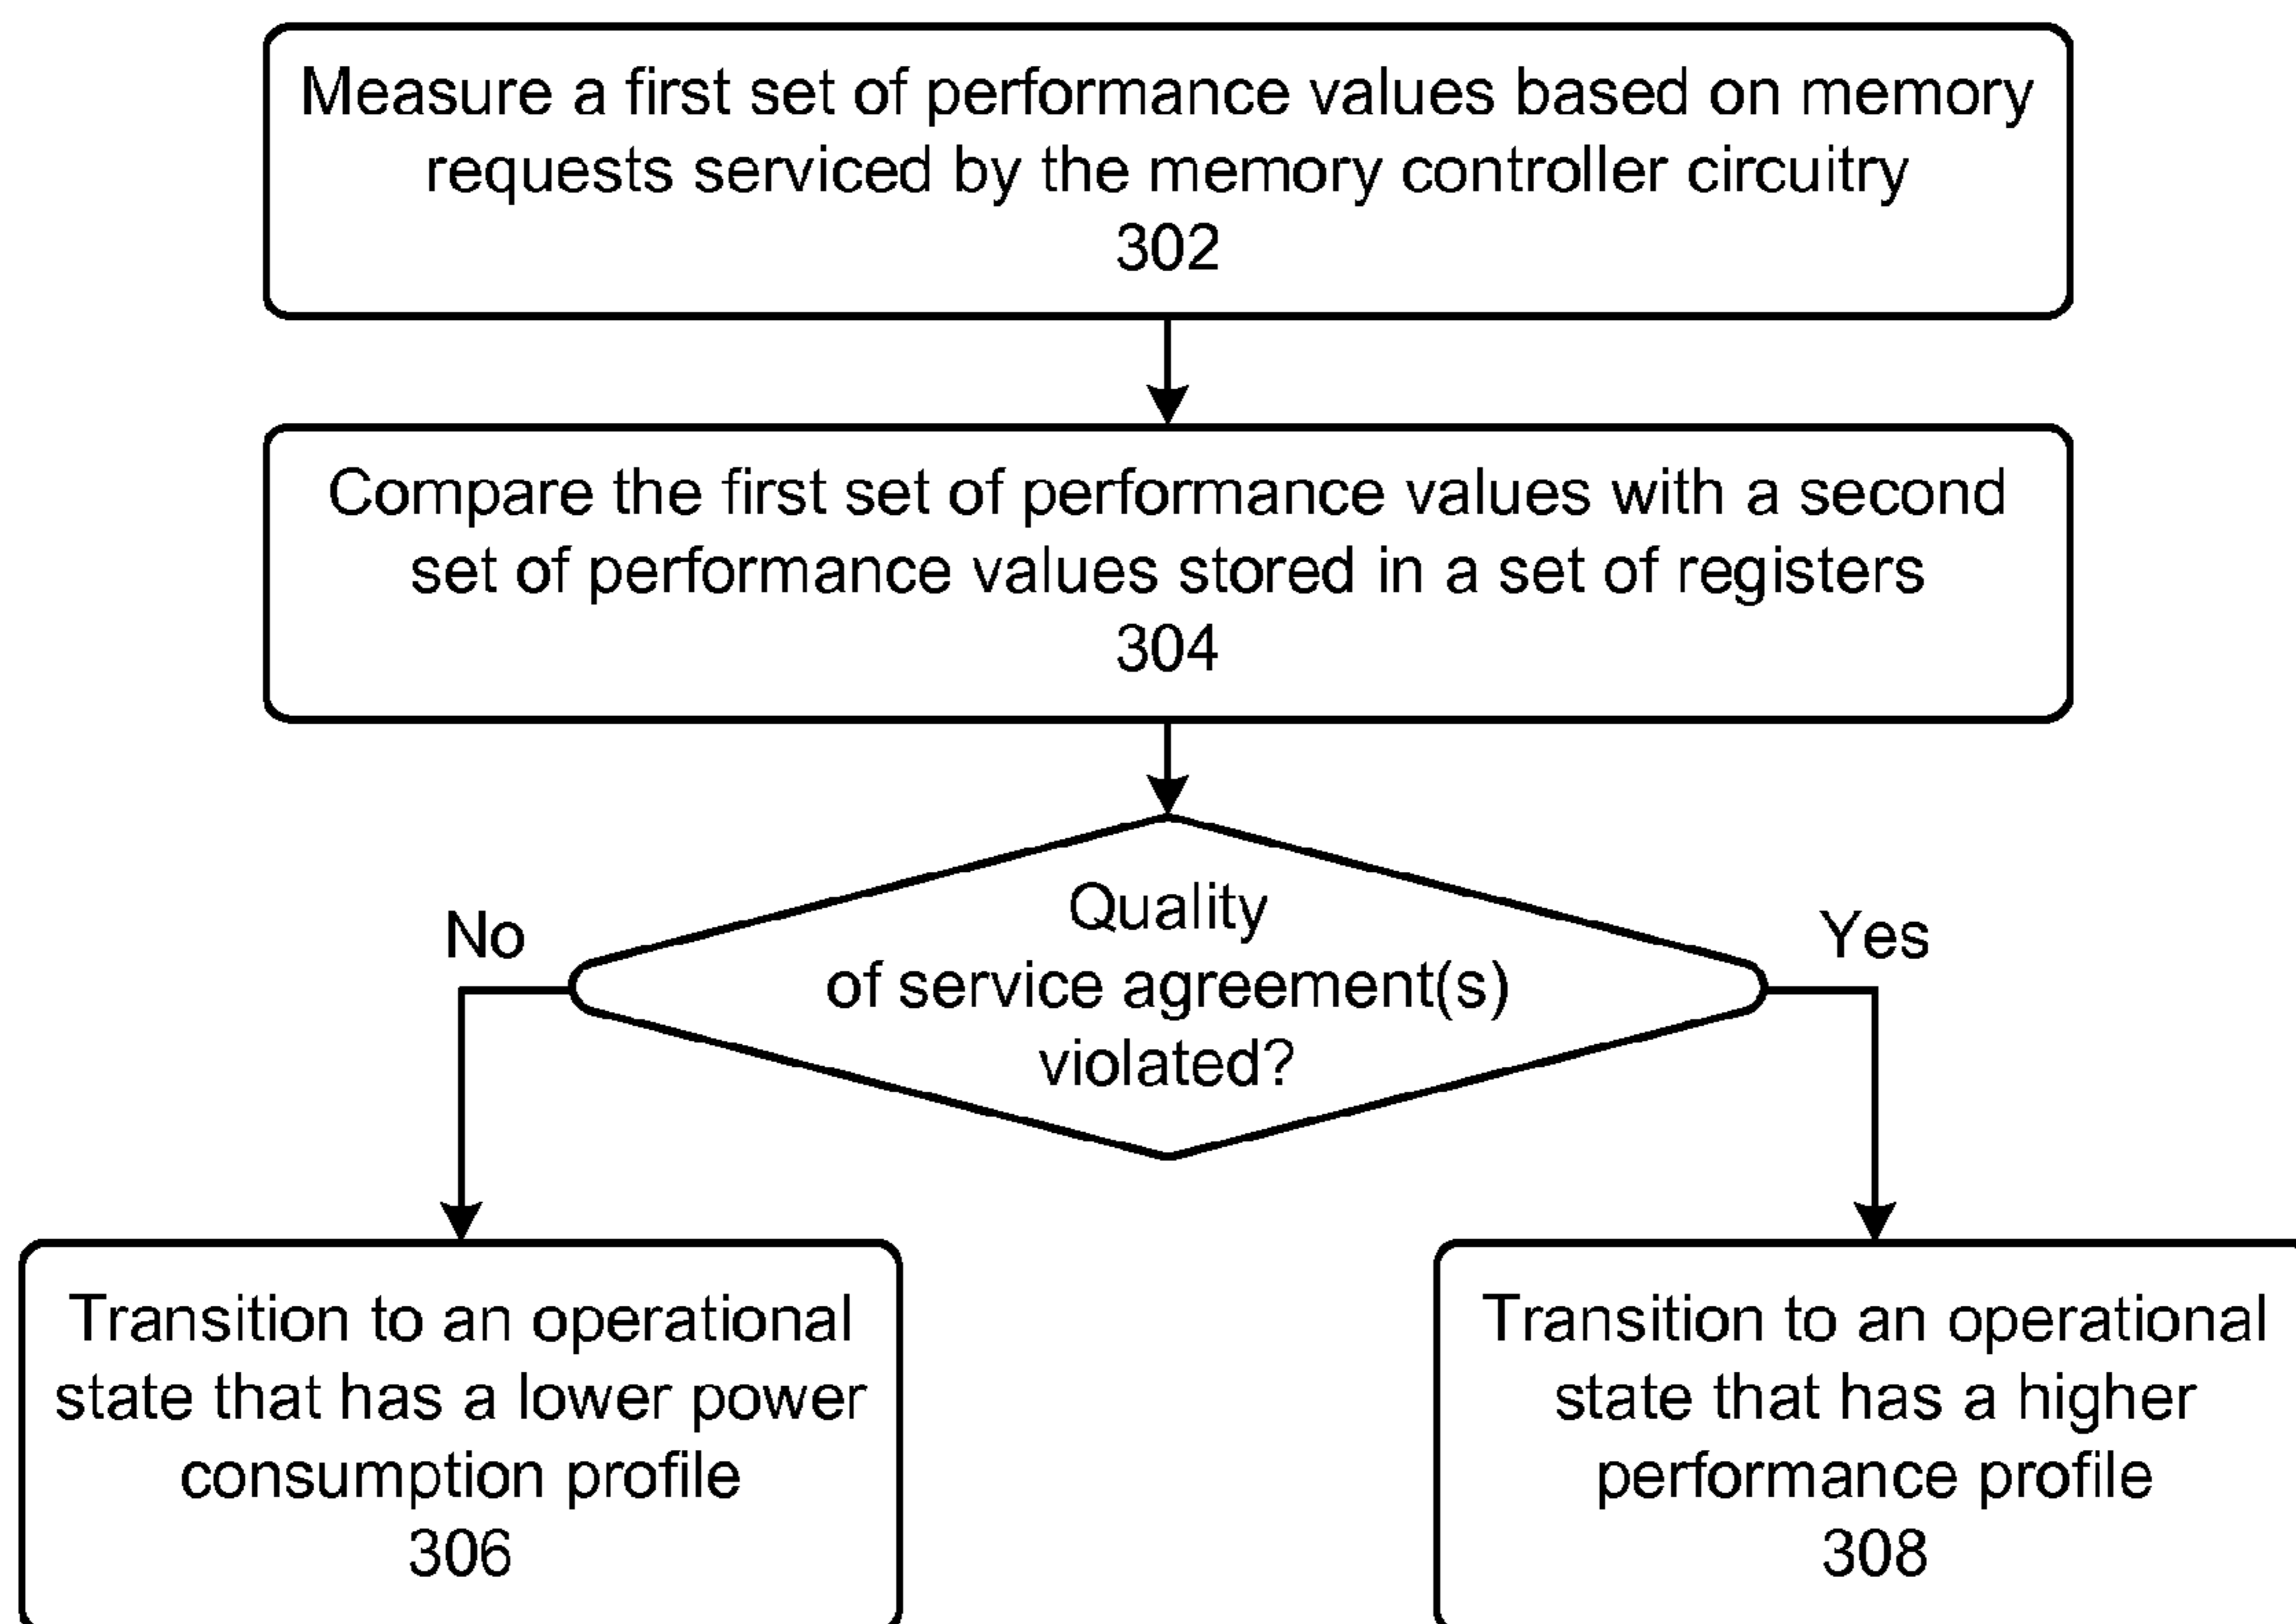 Measure a first set of performance values based on memory
requests serviced by the memory controller circuitry
302
Compare the first set of performance values with a second
set of performance values stored in a set of registers
304
Quality
of service agreement(s)
violated?
No
Yes
Transition to an operational
state that has a lower power
consumption profile
306
Transition to an operational
state that has a higher
performance profile
308